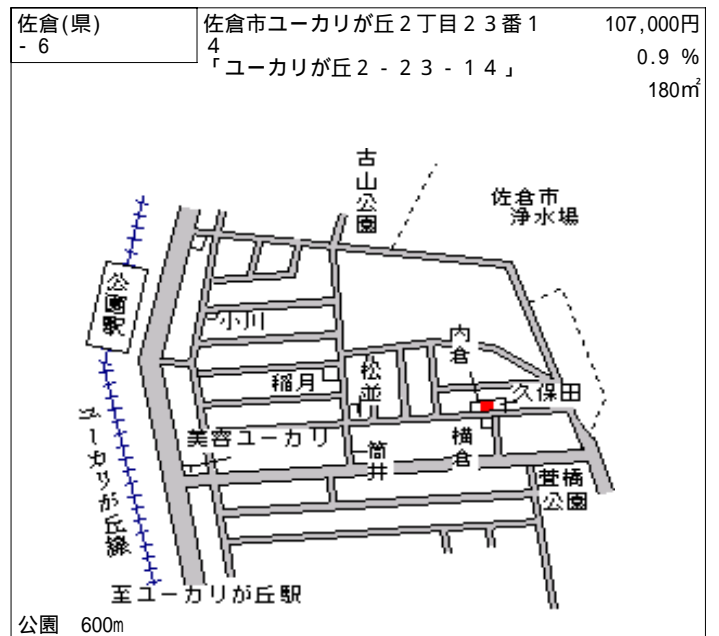 佐倉(県)
- 6
佐倉市ユーカリが丘２丁目２３番１
４
「ユーカリが丘２－２３－１４」
107,000円
0.9 %
180㎡
古山公園
佐倉市
浄水場
公園駅
小川
内倉
稲月
松並
久保田
美容ユーカリ
筒井
横倉
萱橋
公園
ユーカリが丘線
至ユーカリが丘駅
公園 600m